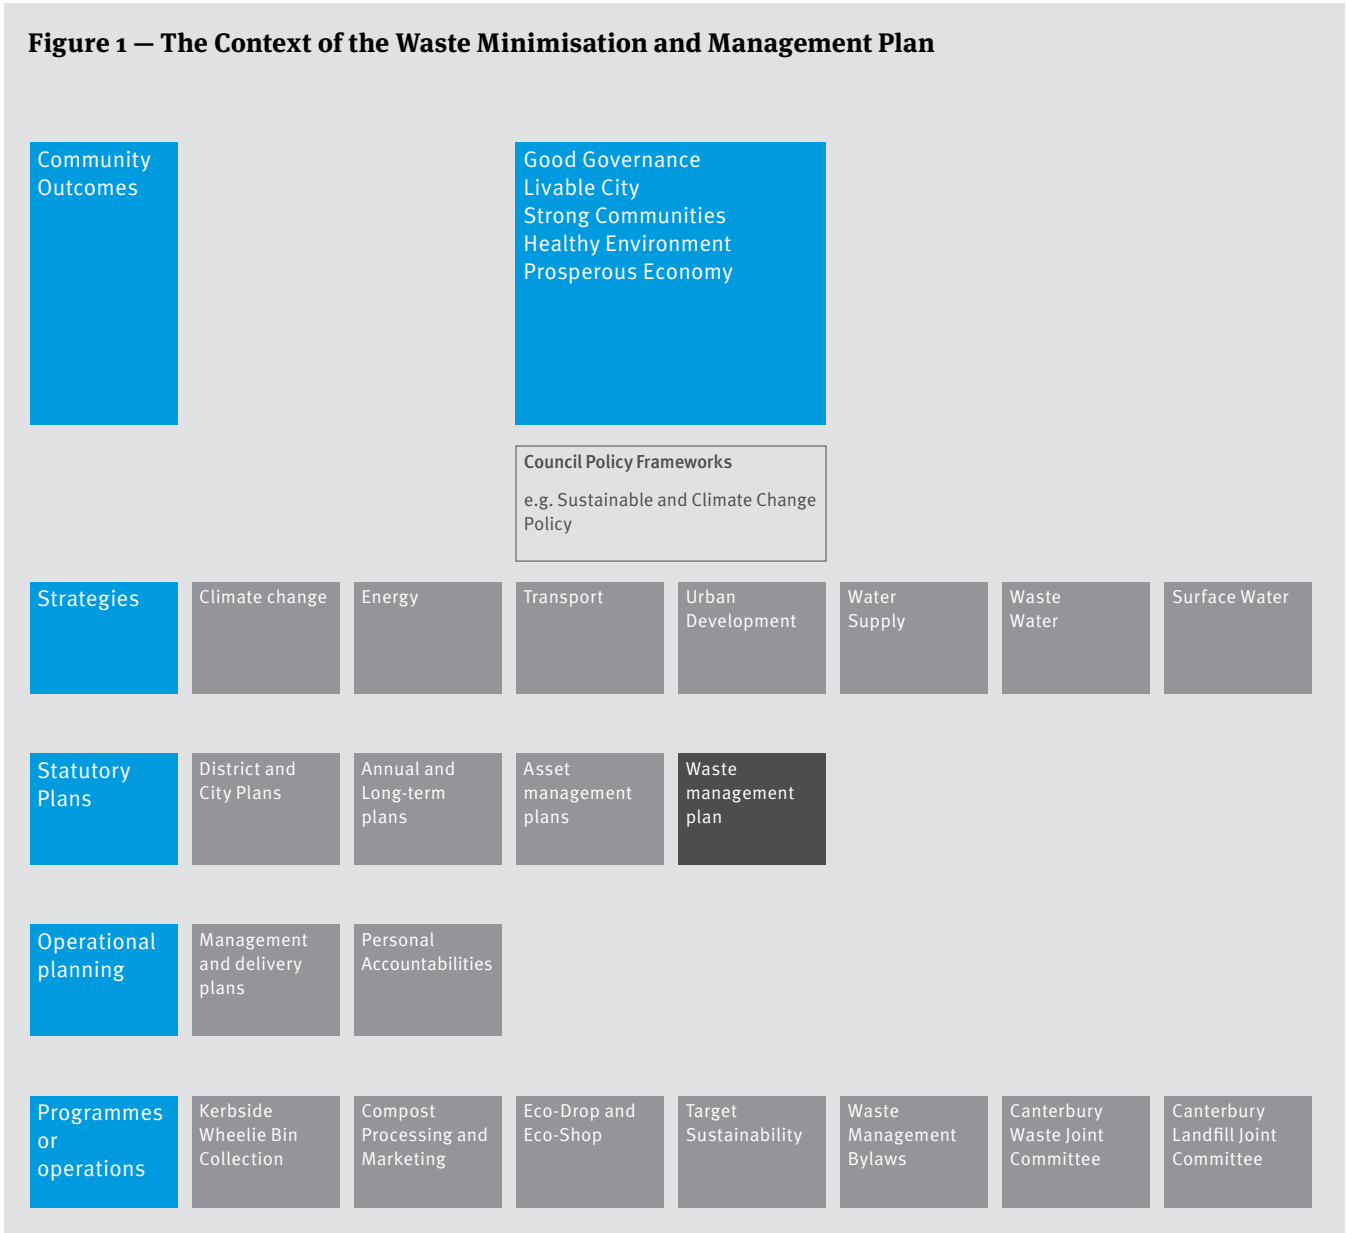 Figure 1 — The Context of the Waste Minimisation and Management Plan
Community
Outcomes
Good Governance
Livable City
Strong Communities
Healthy Environment
Prosperous Economy
Council Policy Frameworks
e.g. Sustainable and Climate Change
Policy
Strategies
Climate change
Energy
Transport
Urban
Development
Water
Supply
Waste
Water
Surface Water
Statutory
Plans
District and
City Plans
Annual and
Long-term
plans
Asset
management
plans
Waste
management
plan
Operational
planning
Management
and delivery
plans
Personal
Accountabilities
Programmes
or
operations
Kerbside
Wheelie Bin
Collection
Compost
Processing and
Marketing
Eco-Drop and
Eco-Shop
Target
Sustainability
Waste
Management
Bylaws
Canterbury
Waste Joint
Committee
Canterbury
Landfill Joint
Committee